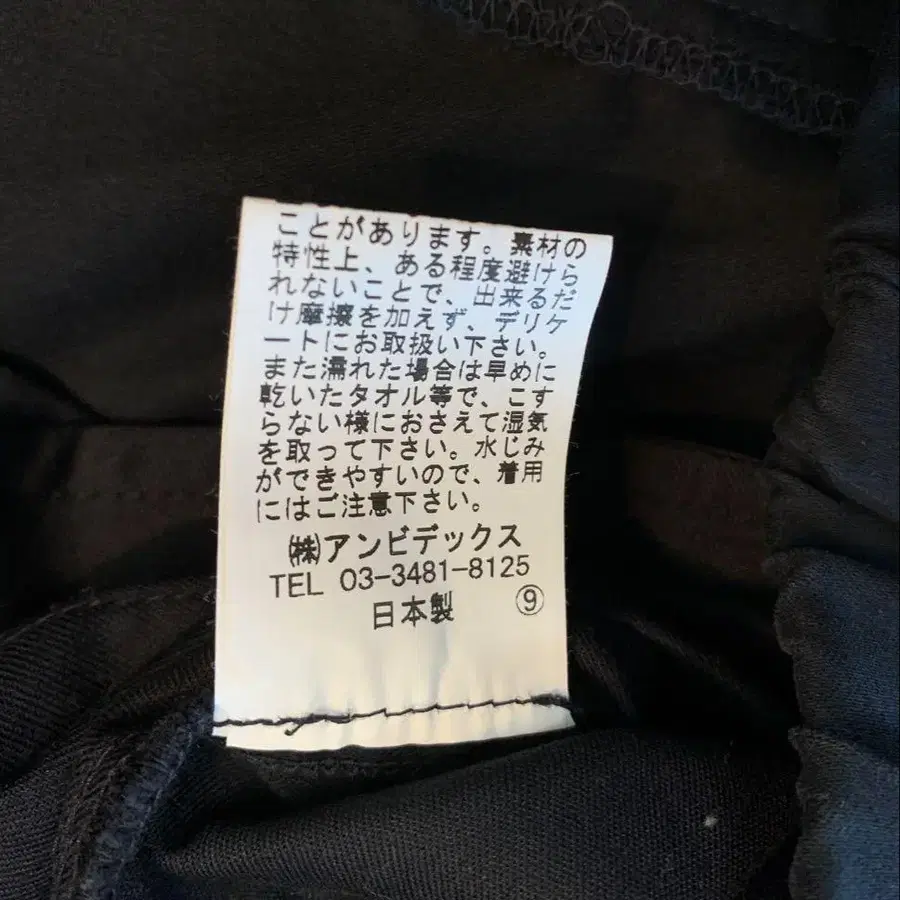 ことがあります。素材の
特性上、ある程度避けら
れないことで、出来るだ
け摩擦を加えず、デリケ
ートにお取扱い下さい。
また濡れた場合は早めに
乾いたタオル等で、こす
らない様におさえて湿気
を取って下さい。水じみ
ができやすいので、着用
にはご注意下さい。
㈱アンビデックス
TEL 03-3481-8125
日本製 ⑨